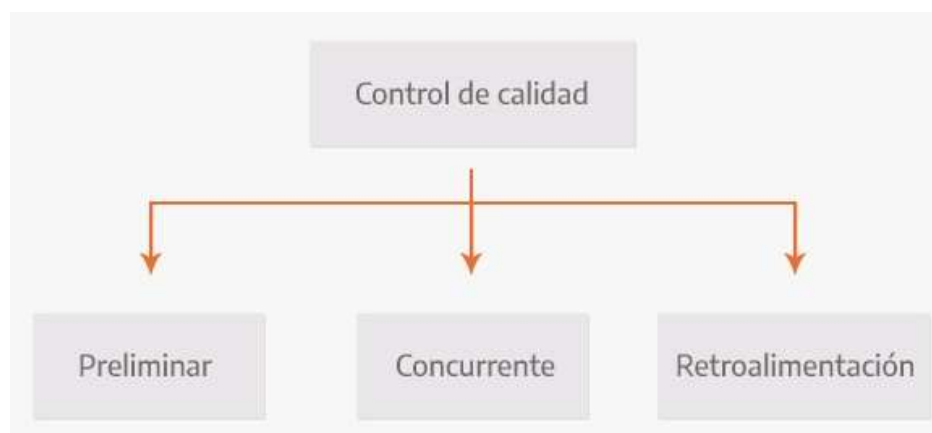 Control de calidad
Preliminar
Concurrente
Retroalimentación